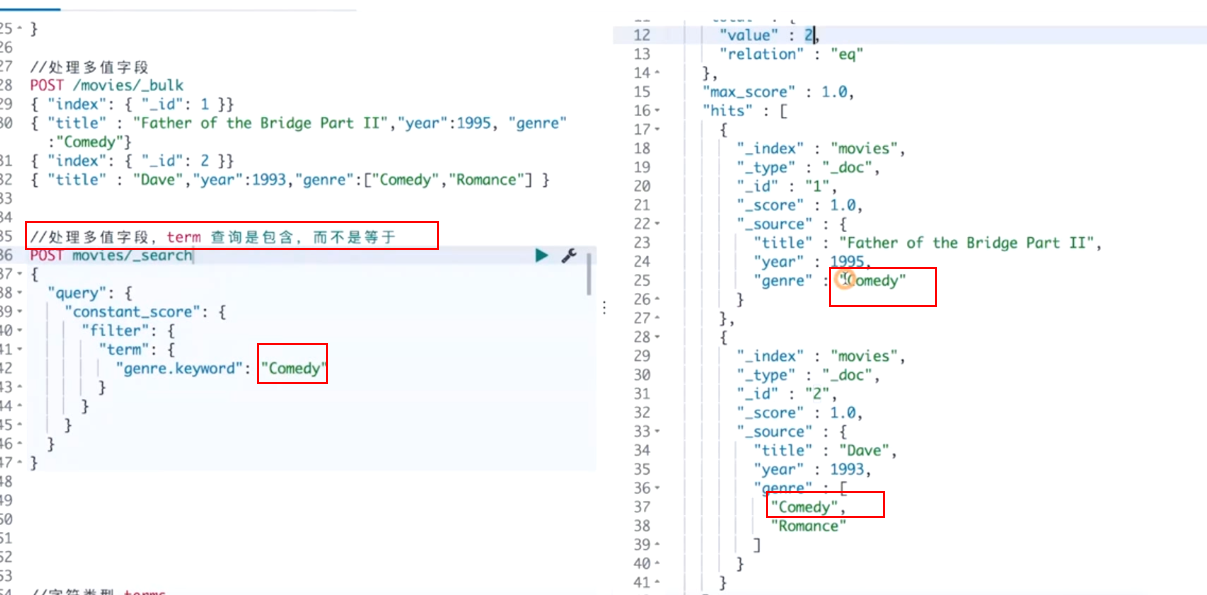 25 }
26
27 //处理多值字段
28 POST /movies/_bulk
29 { "index": { "_id": 1 }}
30 { "title" : "Father of the Bridge Part II","year":1995, "genre"
:"Comedy"}
31 { "index": { "_id": 2 }}
32 { "title" : "Dave","year":1993,"genre":["Comedy","Romance"] }
33
34
35 //处理多值字段，term 查询是包含，而不是等于
36 POST movies/_search
37 {
38 "query": {
39 "constant_score": {
40 "filter": {
41 "term": {
42 "genre.keyword": "Comedy"
43 }
44 }
45 }
46 }
47 }
48
49
50
51
52
53
54 //字符类型 terms
12 "value" : 2,
13 "relation" : "eq"
14 },
15 "max_score" : 1.0,
16 "hits" : [
17 {
18 "_index" : "movies",
19 "_type" : "_doc",
20 "_id" : "1",
21 "_score" : 1.0,
22 "_source" : {
23 "title" : "Father of the Bridge Part II",
24 "year" : 1995,
25 "genre" : "Comedy"
26 }
27 },
28 {
29 "_index" : "movies",
30 "_type" : "_doc",
31 "_id" : "2",
32 "_score" : 1.0,
33 "_source" : {
34 "title" : "Dave",
35 "year" : 1993,
36 "genre" : [
37 "Comedy",
38 "Romance"
39 ]
40 }
41 }